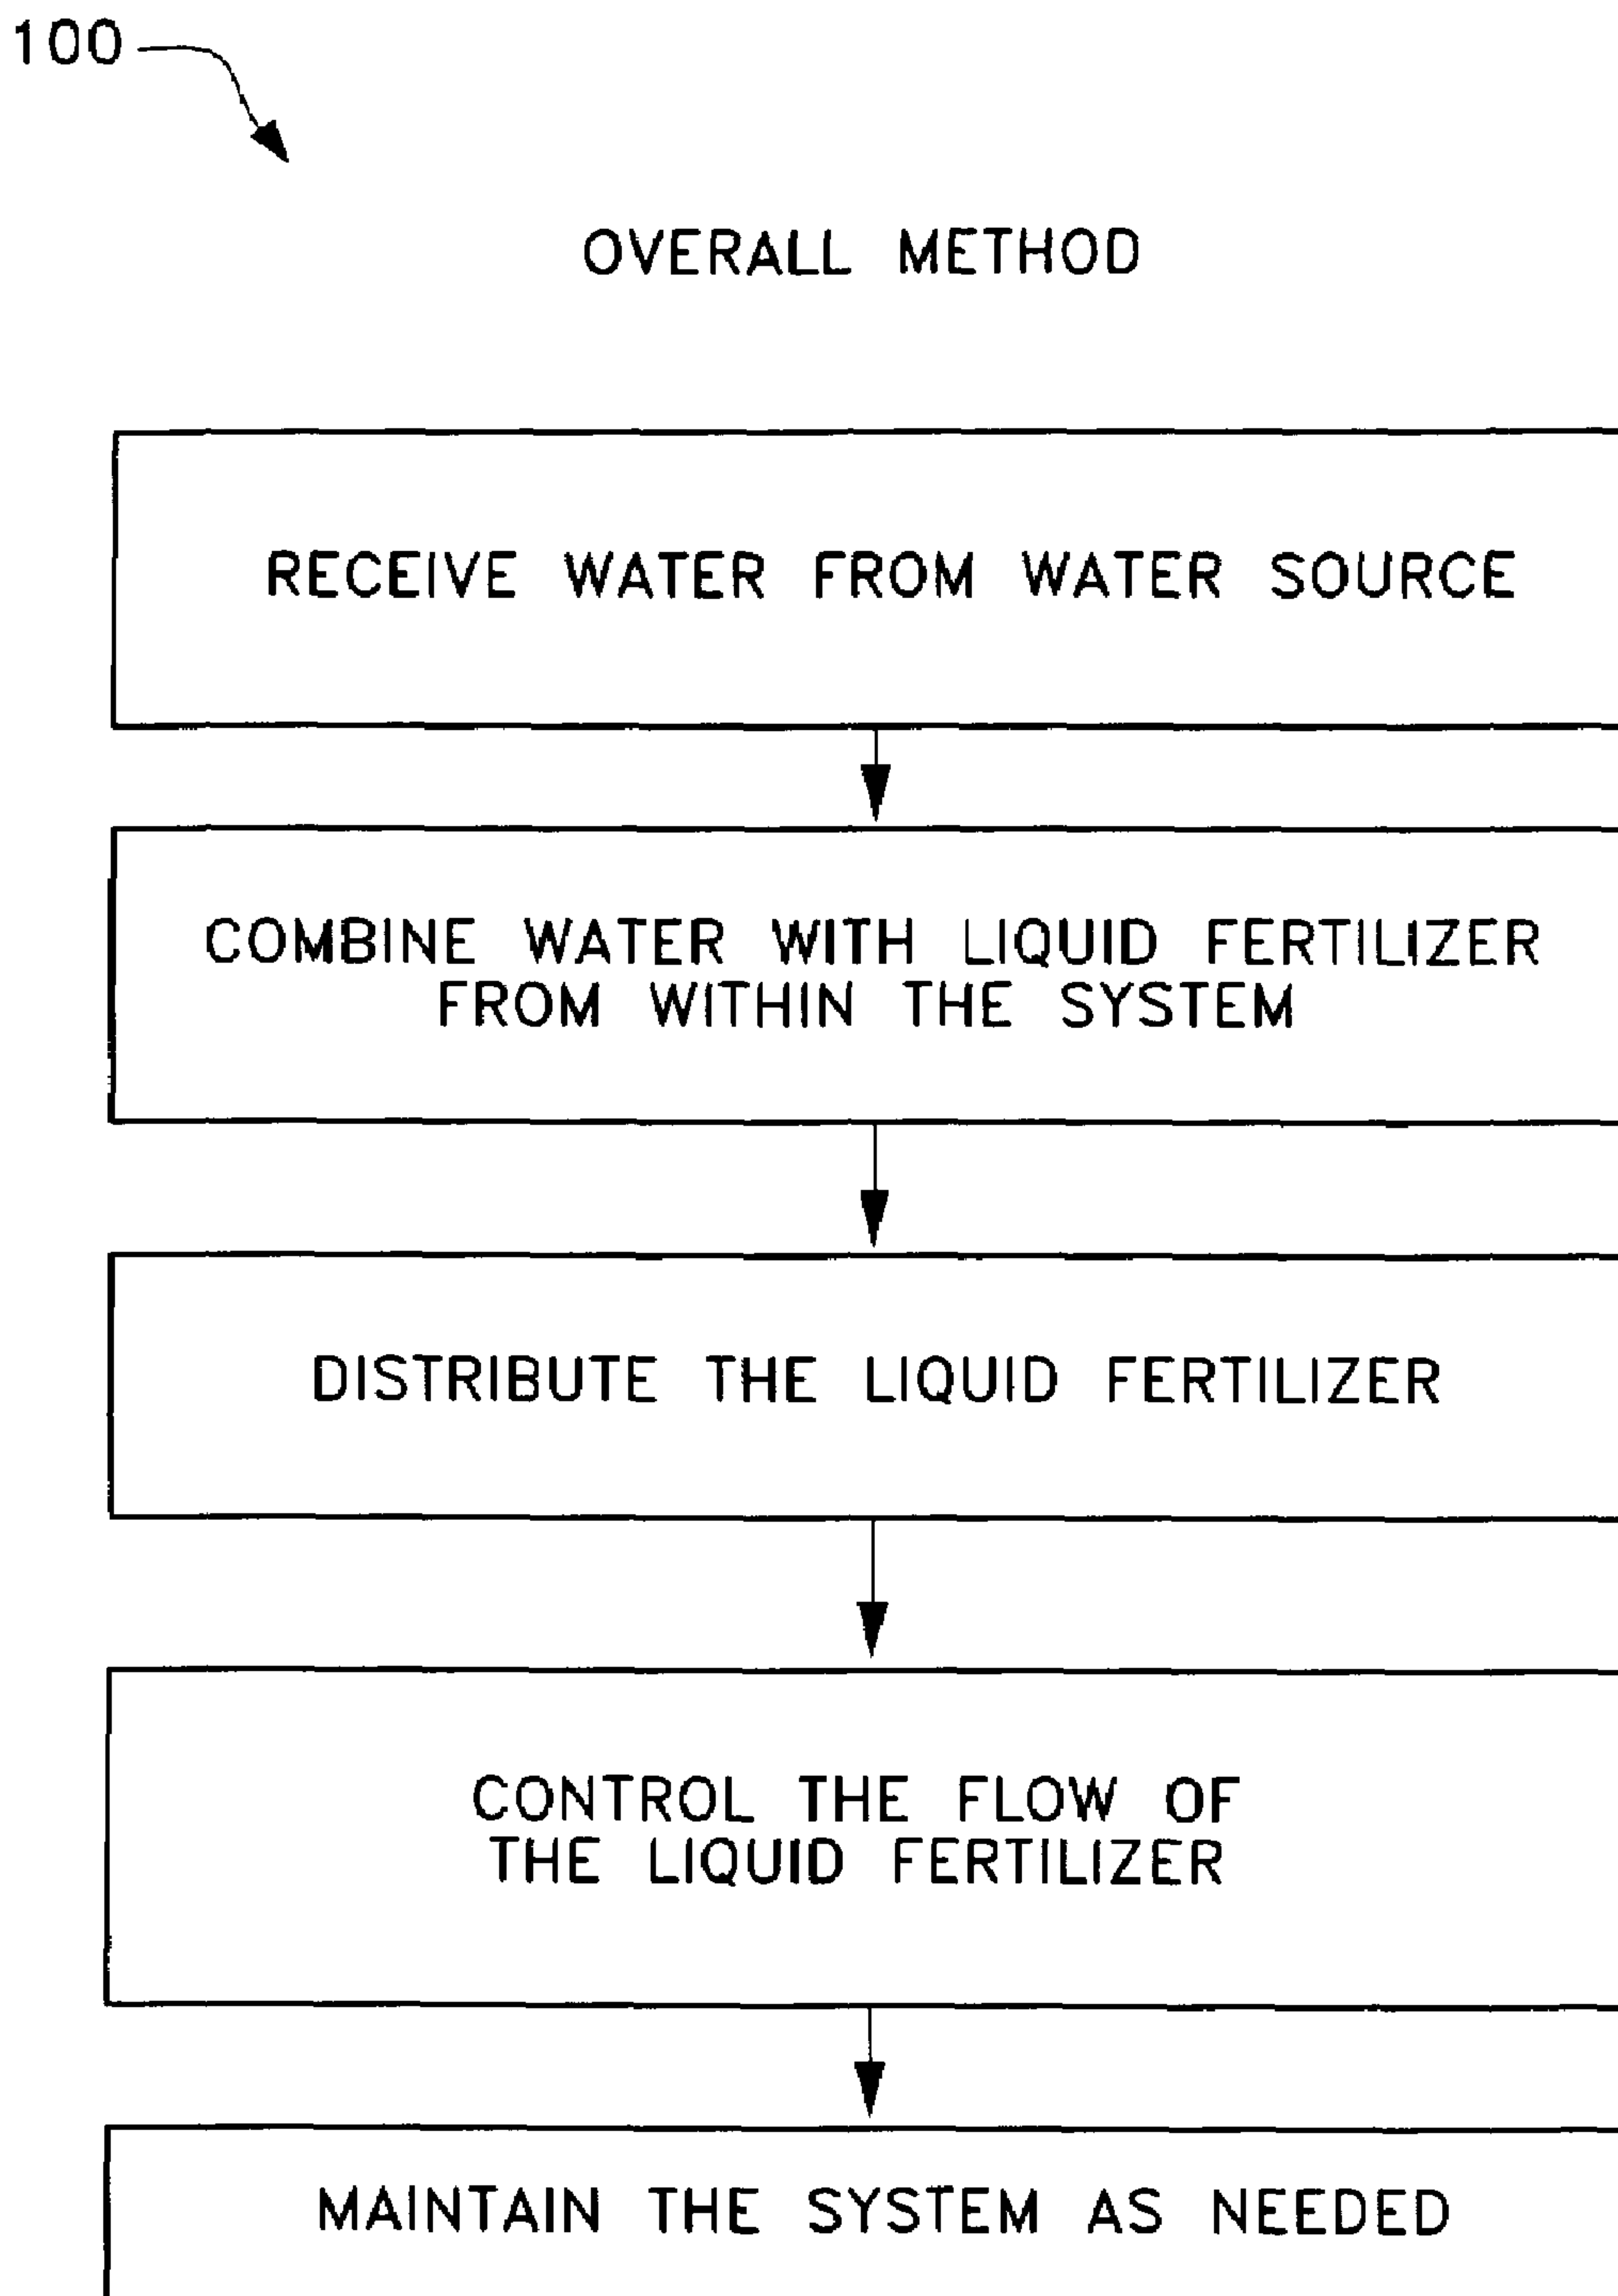 100
OVERALL METHOD
RECEIVE WATER FROM WATER SOURCE
COMBINE WATER WITH LIQUID FERTILIZER
FROM WITHIN THE SYSTEM
DISTRIBUTE THE LIQUID FERTILIZER
CONTROL THE FLOW OF
THE LIQUID FERTILIZER
MAINTAIN THE SYSTEM AS NEEDED